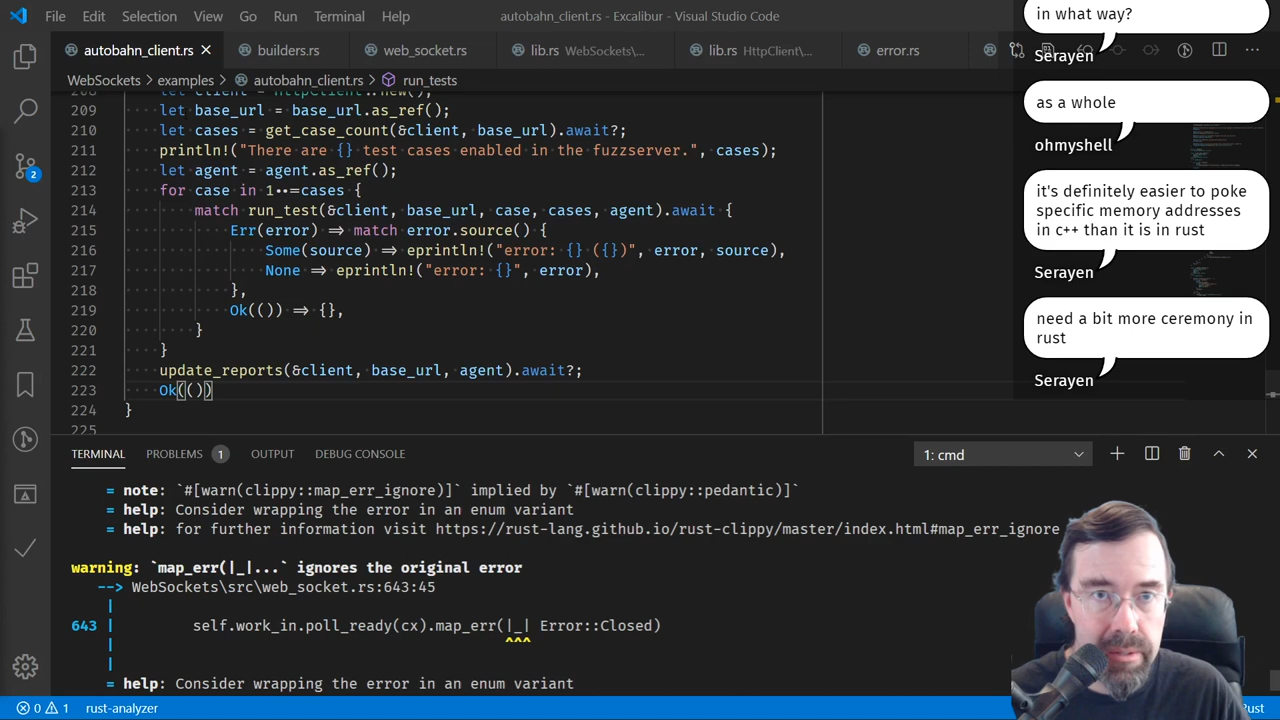 File Edit Selection View Go Run Terminal Help autobahn_client.rs - Excalibur - Visual Studio Code
autobahn_client.rs builders.rs web_socket.rs lib.rs WebSockets\... lib.rs HttpClient\... error.rs
WebSockets > examples > autobahn_client.rs > run_tests
209 let base_url = base_url.as_ref();
210 let cases = get_case_count(&client, base_url).await?;
211 println!("There are {} test cases enabled in the fuzzserver.", cases);
212 let agent = agent.as_ref();
213 for case in 1..=cases {
214 match run_test(&client, base_url, case, cases, agent).await {
215 Err(error) => match error.source() {
216 Some(source) => eprintln!("error: {} ({})", error, source),
217 None => eprintln!("error: {}", error),
218 },
219 Ok(()) => {},
220 }
221 }
222 update_reports(&client, base_url, agent).await?;
223 Ok(())
224 }
225
TERMINAL PROBLEMS 1 OUTPUT DEBUG CONSOLE 1: cmd
= note: `#[warn(clippy::map_err_ignore)]` implied by `#[warn(clippy::pedantic)]`
= help: Consider wrapping the error in an enum variant
= help: for further information visit https://rust-lang.github.io/rust-clippy/master/index.html#map_err_ignore
warning: `map_err(|_|...` ignores the original error
--> WebSockets\src\web_socket.rs:643:45
|
643 | self.work_in.poll_ready(cx).map_err(|_| Error::Closed)
| ^^^
|
= help: Consider wrapping the error in an enum variant
0 1 rust-analyzer Rust
2
in what way?
Serayen
as a whole
ohmyshell
it's definitely easier to poke
specific memory addresses
in c++ than it is in rust
Serayen
need a bit more ceremony in
rust
Serayen